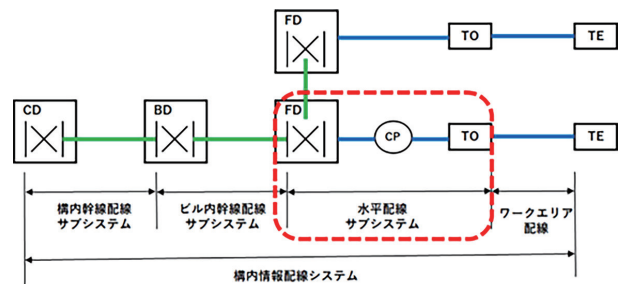 FD
TO
TE
CD
BD
FD
CP
TO
TE
構内幹線配線
サブシステム
ビル内幹線配線
サブシステム
水平配線
サブシステム
ワークエリア
配線
構内情報配線システム